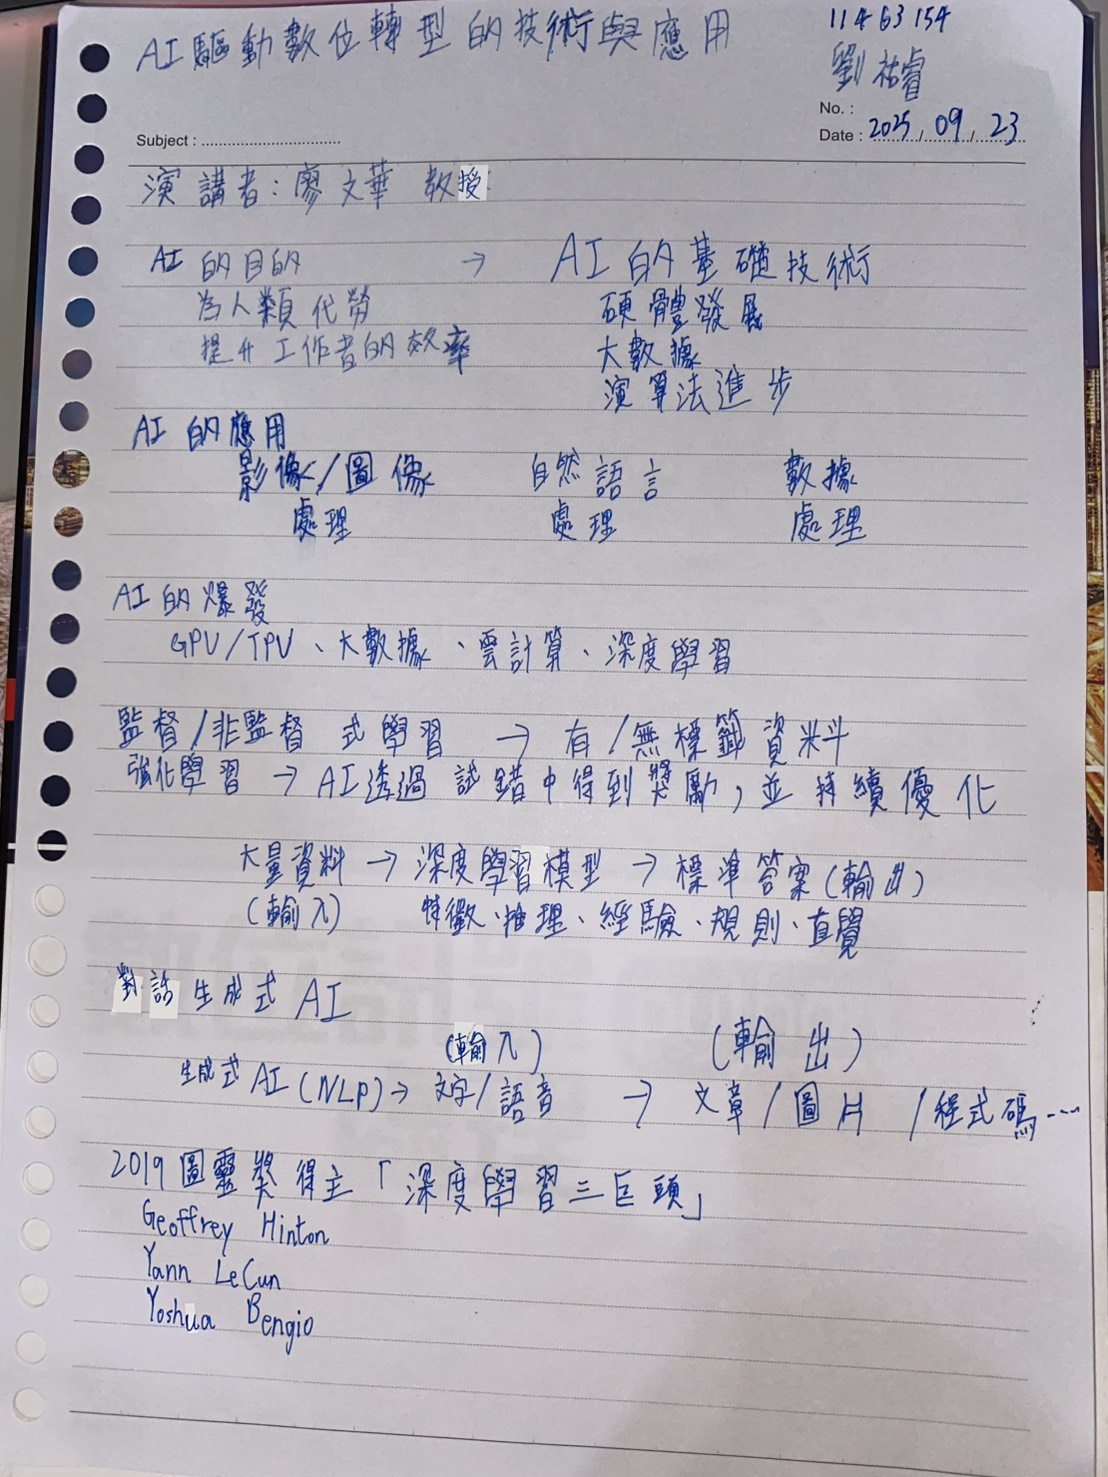 AI驅動數位轉型的技術與應用
11463154
劉祐睿
No. :
Subject : ................................
Date : 2025 / 09 / 23
演講者:廖文華 教授
AI 的目的 → AI 的基礎技術
為人類代勞 硬體發展
提升工作者的效率 大數據
演算法進步
AI 的應用
影像/圖像 自然語言 數據
處理 處理 處理
AI 的爆發
GPU/TPU、大數據、雲計算、深度學習
監督/非監督式學習 → 有/無標籤資料
強化學習 → AI透過試錯中得到獎勵,並持續優化
大量資料 → 深度學習模型 → 標準答案(輸出)
(輸入) 特徵、推理、經驗、規則、直覺
對話生成式 AI
(輸入) (輸出)
生成式AI(NLP)→ 文字/語音 → 文章/圖片/程式碼…
2019圖靈獎得主「深度學習三巨頭」
Geoffrey Hinton
Yann LeCun
Yoshua Bengio